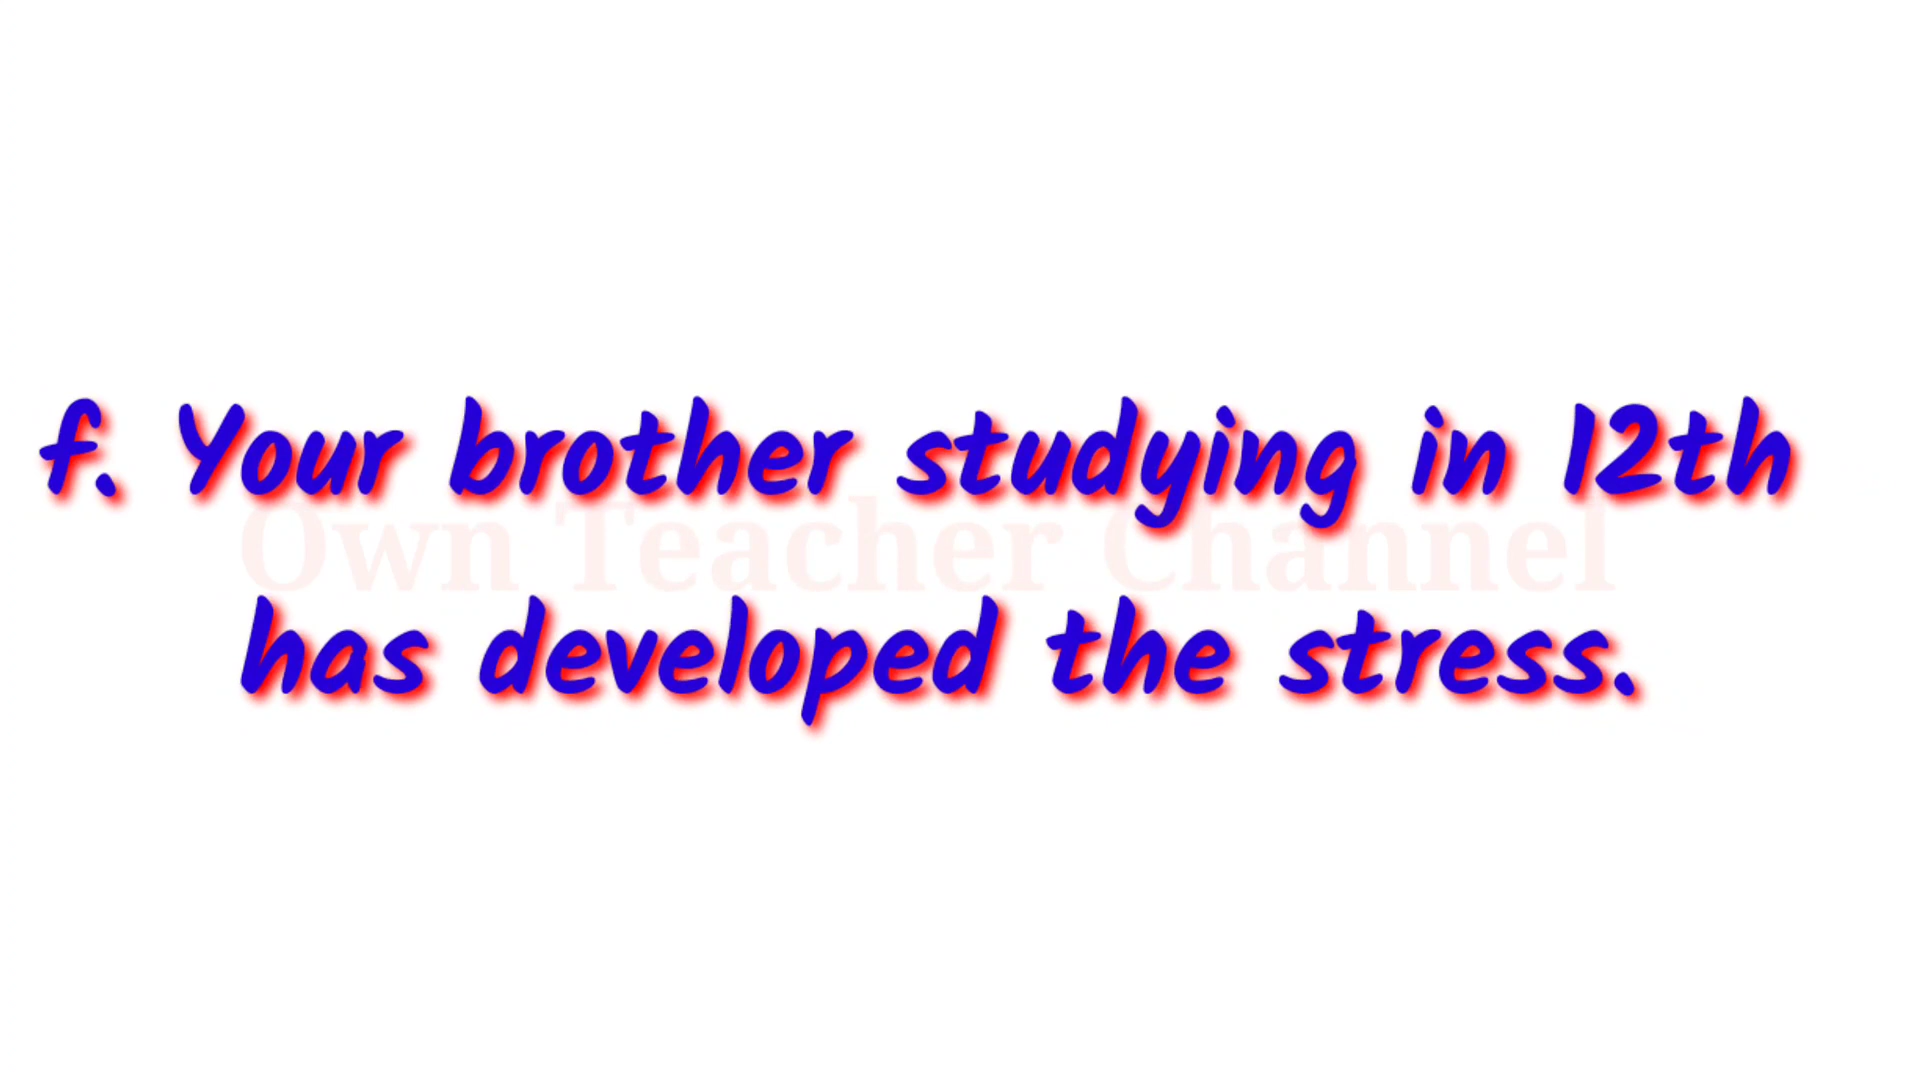 f. Your brother studying in 12th
Own Teacher Channel
has developed the stress.